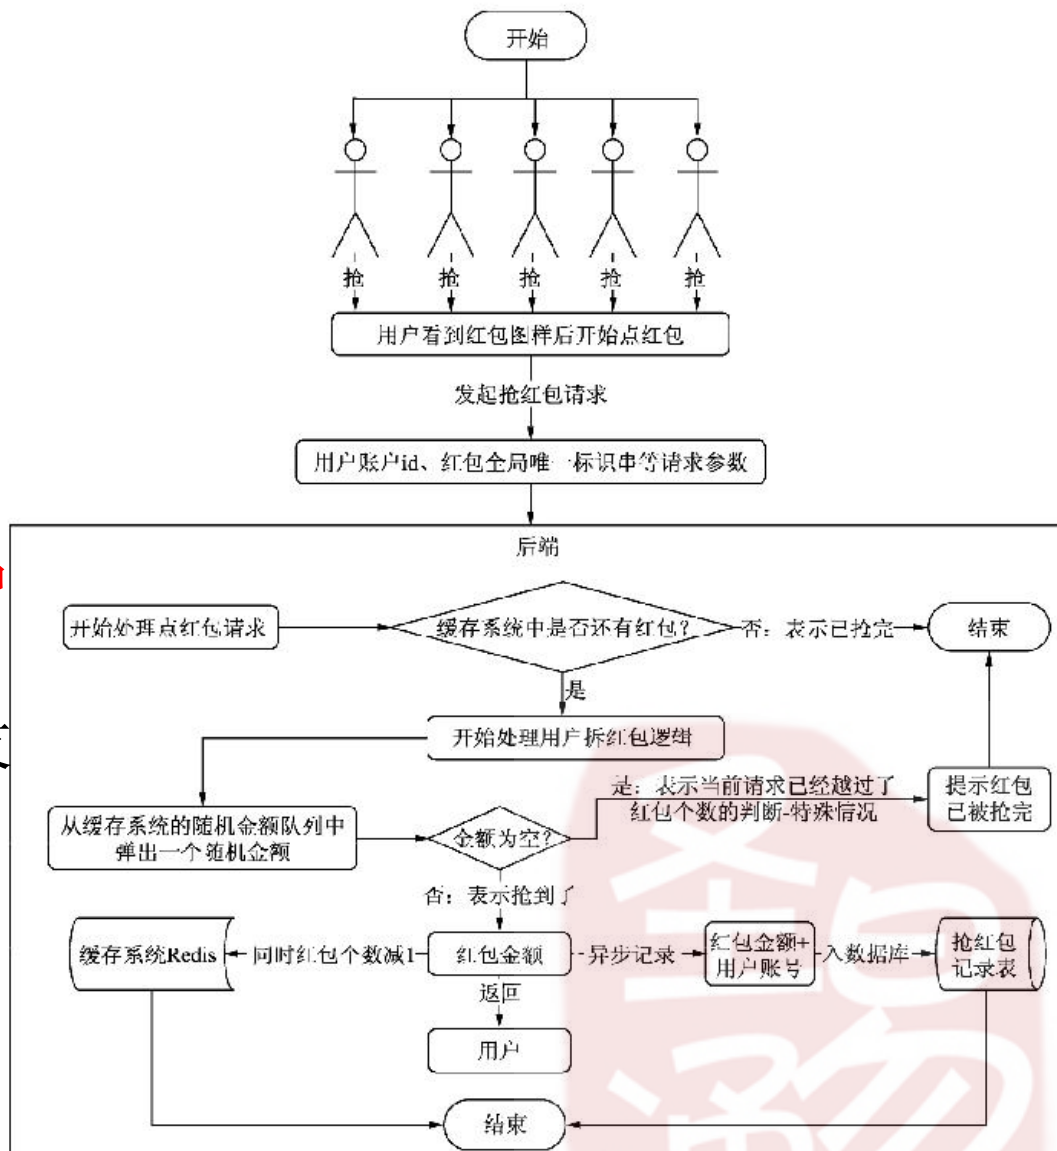 开始
抢
抢
抢
抢
抢
用户看到红包图样后开始点红包
发起抢红包请求
用户账户id、红包全局唯一标识串等请求参数
后端
开始处理点红包请求
缓存系统中是否还有红包？
否：表示已抢完
结束
是
开始处理用户拆红包逻辑
是：表示当前请求已经越过了
红包个数的判断-特殊情况
提示红包
已被抢完
从缓存系统的随机金额队列中
弹出一个随机金额
金额为空？
否：表示抢到了
缓存系统Redis
同时红包个数减1
红包金额
异步记录
红包金额+
用户账号
入数据库
抢红包
记录表
返回
用户
结束